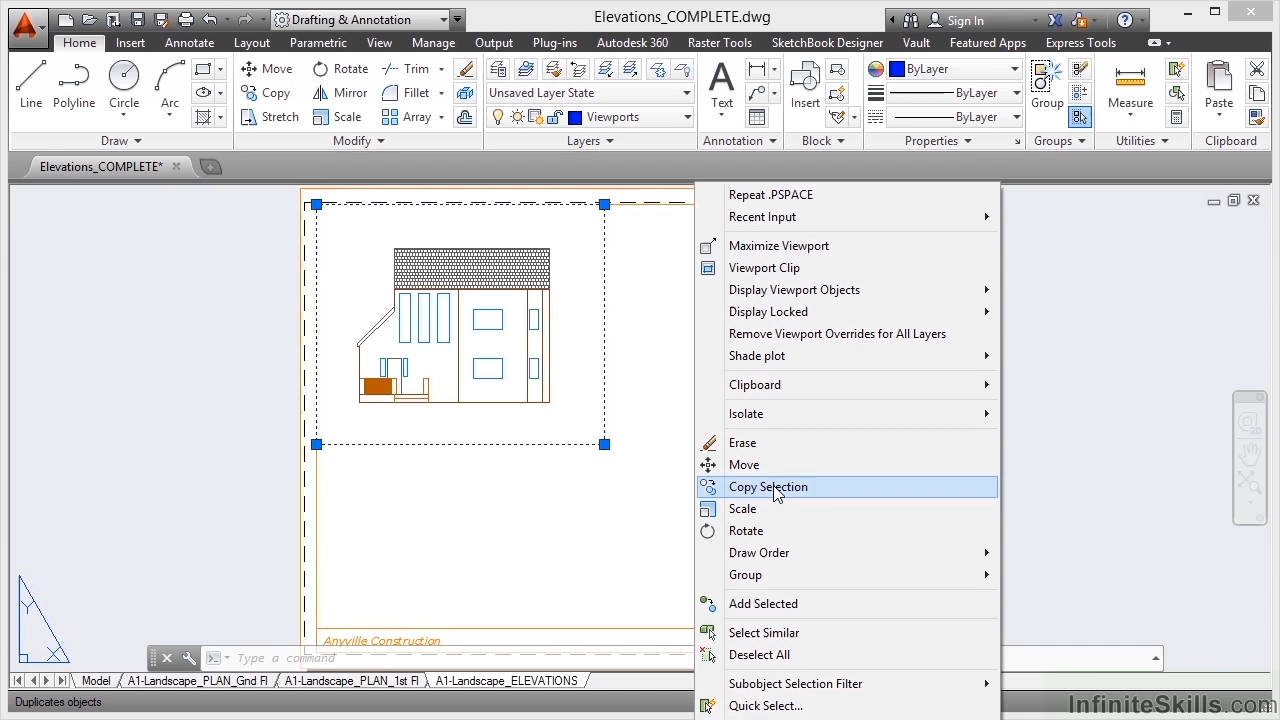 Drafting & Annotation
Elevations_COMPLETE.dwg
Sign In
Home Insert Annotate Layout Parametric View Manage Output Plug-ins Autodesk 360 Raster Tools SketchBook Designer Vault Featured Apps Express Tools
Move Rotate Trim
Unsaved Layer State
ByLayer
Line Polyline Circle Arc
Copy Mirror Fillet
Text Insert
ByLayer
Group Measure Paste
Stretch Scale Array
Viewports
ByLayer
Draw Modify Layers Annotation Block Properties Groups Utilities Clipboard
Elevations_COMPLETE*
Repeat .PSPACE
Recent Input
Maximize Viewport
Viewport Clip
Display Viewport Objects
Display Locked
Remove Viewport Overrides for All Layers
Shade plot
Clipboard
Isolate
Erase
Move
Copy Selection
Scale
Rotate
Draw Order
Group
Add Selected
Select Similar
Deselect All
Subobject Selection Filter
Quick Select...
Y
X
Anyville Construction
Type a command
Model A1-Landscape_PLAN_Gnd Fl A1-Landscape_PLAN_1st Fl A1-Landscape_ELEVATIONS
Duplicates objects
InfiniteSkills.com